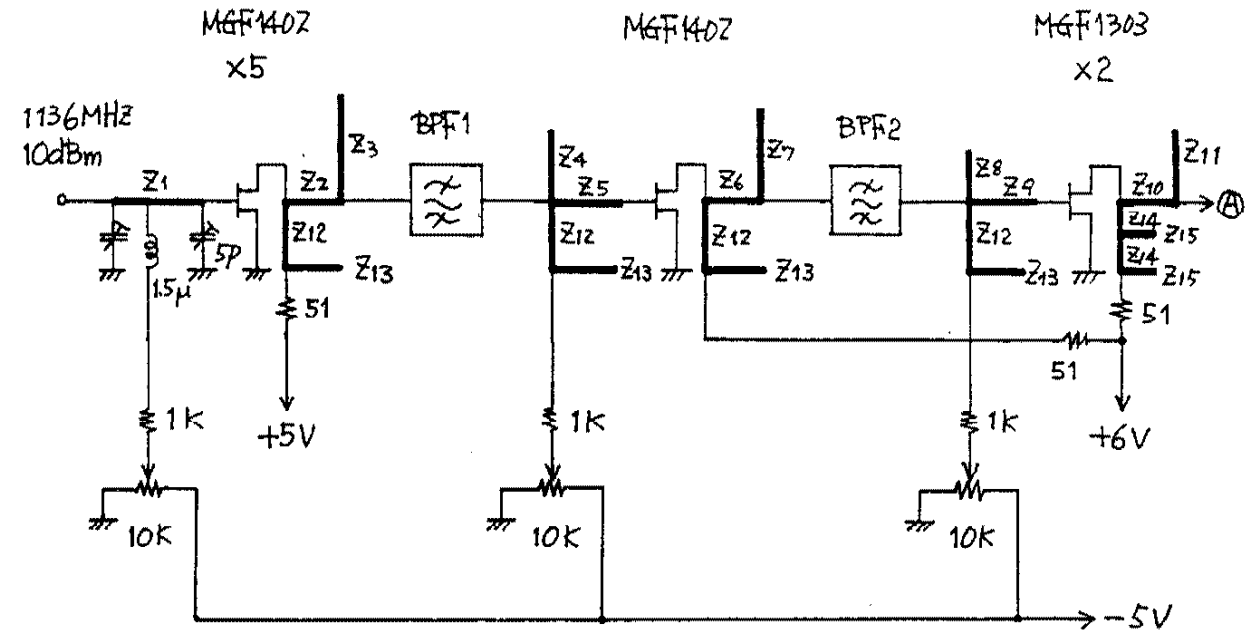 MGF1402
×5
MGF1402
MGF1303
×2
1136MHz
10dBm
Z1
Z2
Z3
BPF1
Z4
Z5
Z6
Z7
BPF2
Z8
Z9
Z10
Z11
A
5P
1.5μ
Z12
Z13
Z12
Z13
Z12
Z13
Z12
Z13
Z14
Z15
Z14
Z15
51
51
51
1K
+5V
1K
1K
+6V
10K
10K
10K
-5V